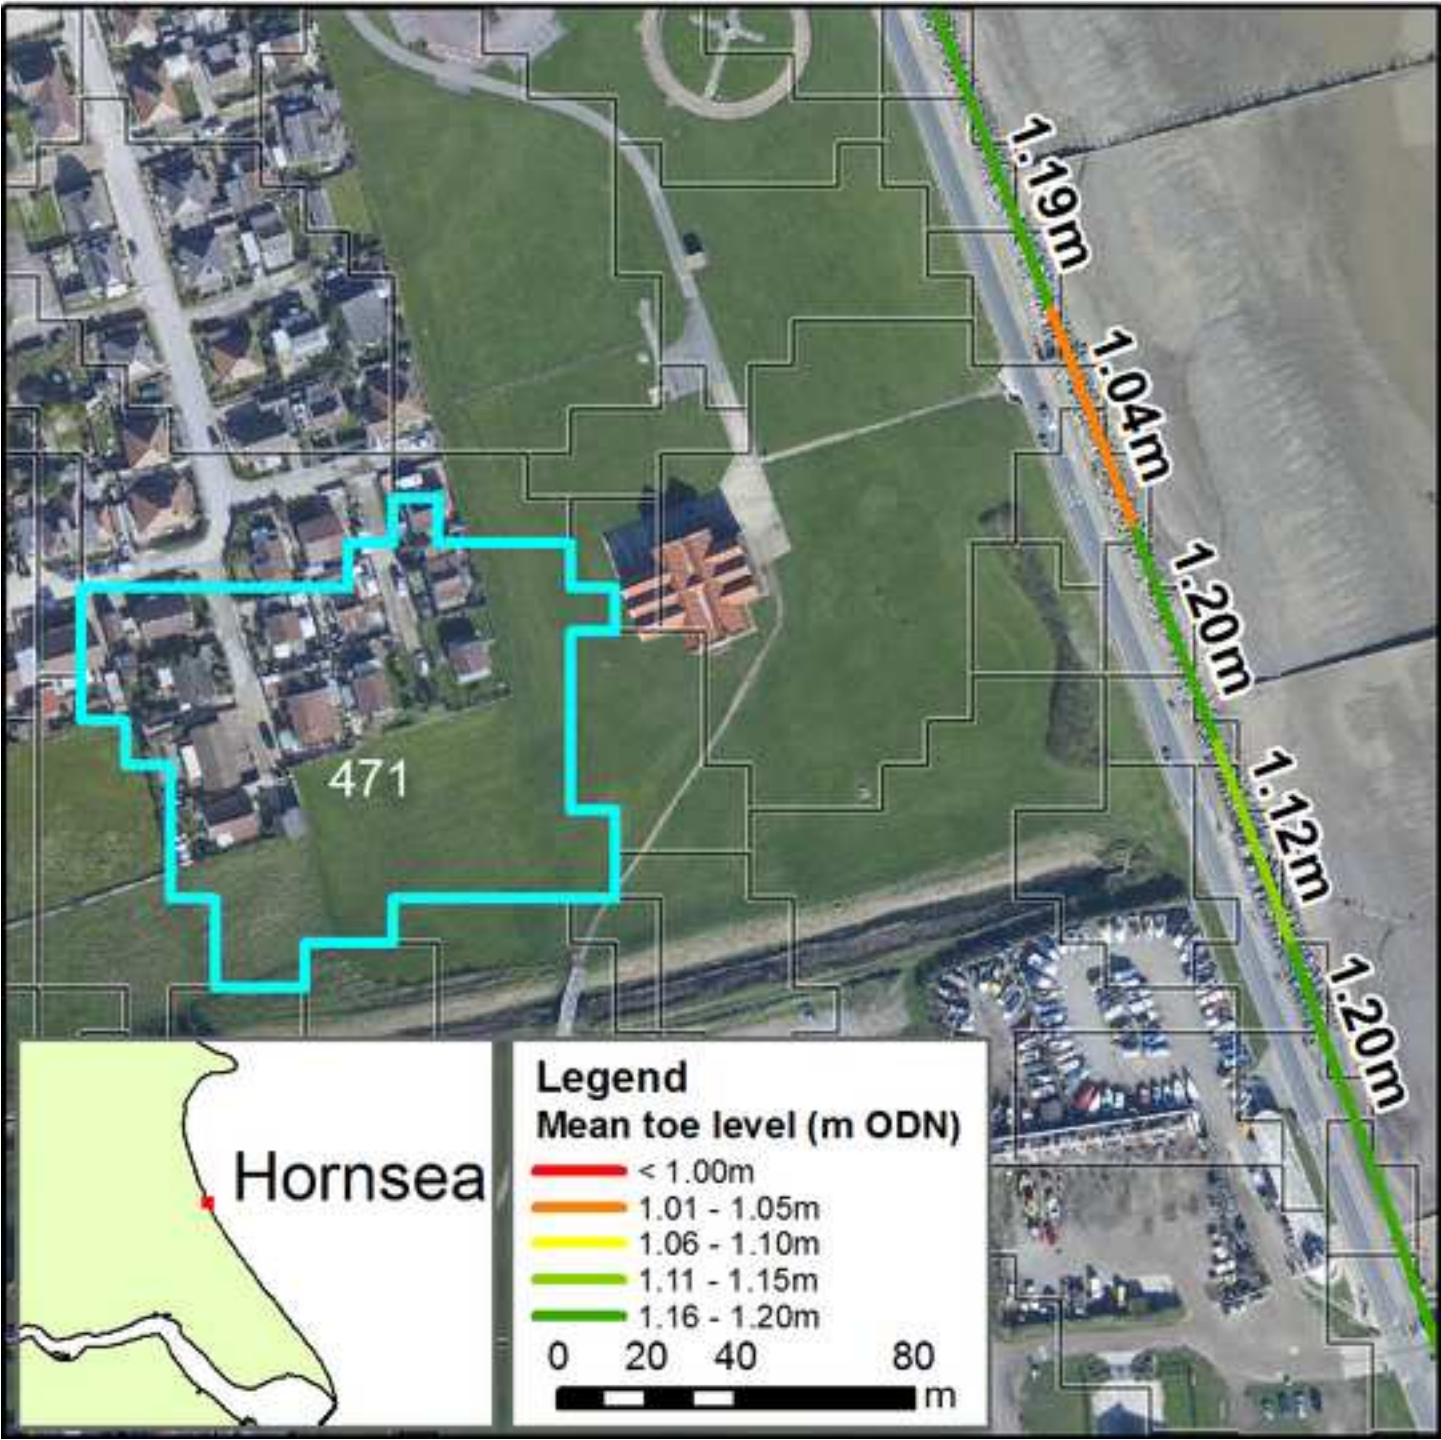 1.19m
1.04m
1.20m
1.12m
1.20m
471
Hornsea
Legend
Mean toe level (m ODN)
< 1.00m
1.01 - 1.05m
1.06 - 1.10m
1.11 - 1.15m
1.16 - 1.20m
0 20 40 80
m